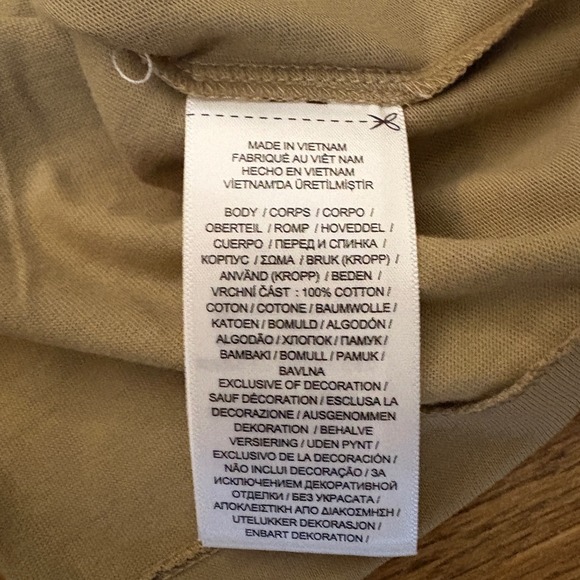 MADE IN VIETNAM
FABRIQUÉ AU VIÊT NAM
HECHO EN VIETNAM
VİETNAM'DA ÜRETİLMİŞTİR
BODY / CORPS / CORPO /
OBERTEIL / ROMP / HOVEDDEL /
CUERPO / ПЕРЕД И СПИНКА /
КОРПУС / ΣΩΜΑ / BRUK (KROPP) /
ANVÄND (KROPP) / BEDEN /
VRCHNÍ ČÁST : 100% COTTON /
COTON / COTONE / BAUMWOLLE /
KATOEN / BOMULD / ALGODÓN /
ALGODÃO / ХЛОПОК / ПАМУК /
BAMBAKI / BOMULL / PAMUK /
BAVLNA
EXCLUSIVE OF DECORATION /
SAUF DÉCORATION / ESCLUSA LA
DECORAZIONE / AUSGENOMMEN
DEKORATION / BEHALVE
VERSIERING / UDEN PYNT /
EXCLUSIVO DE LA DECORACIÓN /
NÃO INCLUI DECORAÇÃO / ЗА
ИСКЛЮЧЕНИЕМ ДЕКОРАТИВНОЙ
ОТДЕЛКИ / БЕЗ УКРАСАТА /
ΑΠΟΚΛΕΙΣΤΙΚΗ ΑΠΟ ΔΙΑΚΟΣΜΗΣΗ /
UTELUKKER DEKORASJON /
ENBART DEKORATION /